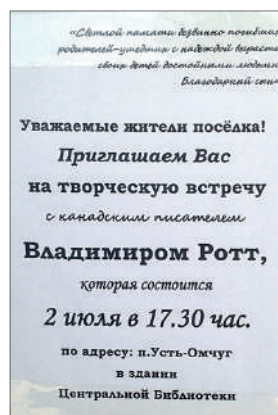 «Светлой памяти безвинно погибших
родителей-ушедших с надеждой вырастить
своих детей достойными людьми»
Благодарный сын
Уважаемые жители посёлка!
Приглашаем Вас
на творческую встречу
с канадским писателем
Владимиром Ротт,
которая состоится
2 июля в 17.30 час.
по адресу: п.Усть-Омчуг
в здании
Центральной Библиотеки